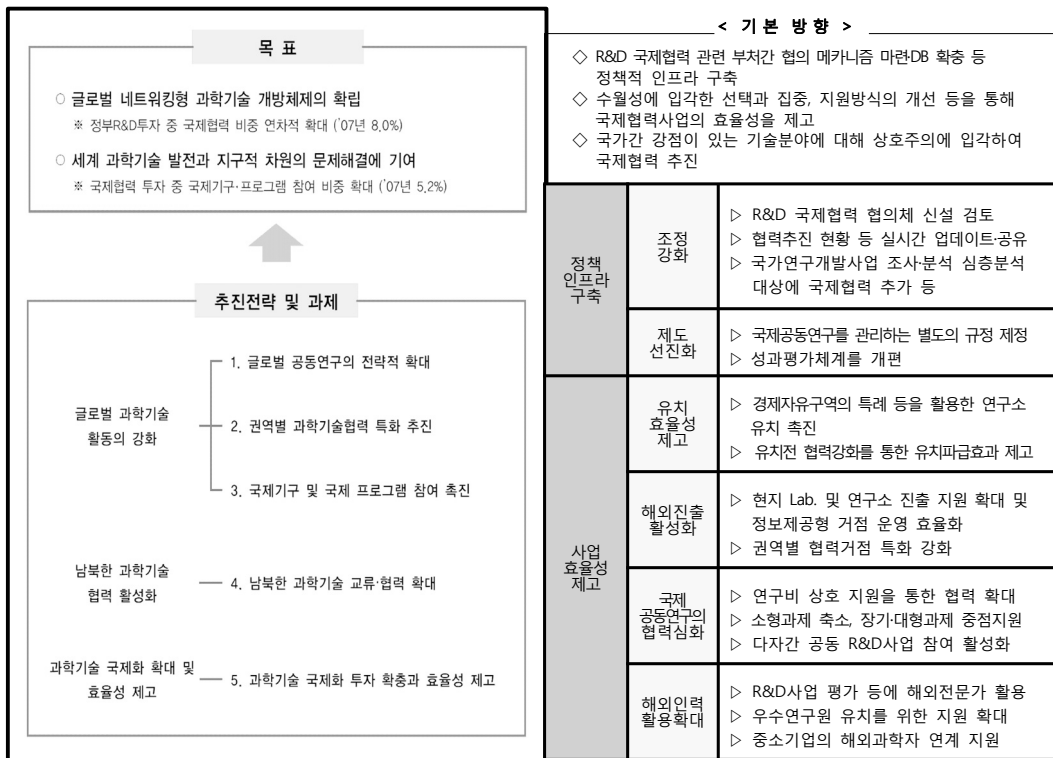 목 표
○ 글로벌 네트워킹형 과학기술 개방체제의 확립
※ 정부R&D투자 중 국제협력 비중 연차적 확대 ('07년 8.0%)
○ 세계 과학기술 발전과 지구적 차원의 문제해결에 기여
※ 국제협력 투자 중 국제기구·프로그램 참여 비중 확대 ('07년 5.2%)
추진전략 및 과제
글로벌 과학기술
활동의 강화
1. 글로벌 공동연구의 전략적 확대
2. 권역별 과학기술협력 특화 추진
3. 국제기구 및 국제 프로그램 참여 촉진
남북한 과학기술
협력 활성화
4. 남북한 과학기술 교류·협력 확대
과학기술 국제화 확대 및
효율성 제고
5. 과학기술 국제화 투자 확충과 효율성 제고
< 기본 방향 >
◇ R&D 국제협력 관련 부처간 협의 메카니즘 마련·DB 확충 등
정책적 인프라 구축
◇ 수월성에 입각한 선택과 집중, 지원방식의 개선 등을 통해
국제협력사업의 효율성을 제고
◇ 국가간 강점이 있는 기술분야에 대해 상호주의에 입각하여
국제협력 추진
정책
인프라
구축
조정
강화
▷ R&D 국제협력 협의체 신설 검토
▷ 협력추진 현황 등 실시간 업데이트·공유
▷ 국가연구개발사업 조사·분석 심층분석
대상에 국제협력 추가 등
제도
선진화
▷ 국제공동연구를 관리하는 별도의 규정 제정
▷ 성과평가체계를 개편
사업
효율성
제고
유치
효율성
제고
▷ 경제자유구역의 특례 등을 활용한 연구소
유치 촉진
▷ 유치전 협력강화를 통한 유치파급효과 제고
해외진출
활성화
▷ 현지 Lab. 및 연구소 진출 지원 확대 및
정보제공형 거점 운영 효율화
▷ 권역별 협력거점 특화 강화
국제
공동연구의
협력심화
▷ 연구비 상호 지원을 통한 협력 확대
▷ 소형과제 축소, 장기·대형과제 중점지원
▷ 다자간 공동 R&D사업 참여 활성화
해외인력
활용확대
▷ R&D사업 평가 등에 해외전문가 활용
▷ 우수연구원 유치를 위한 지원 확대
▷ 중소기업의 해외과학자 연계 지원